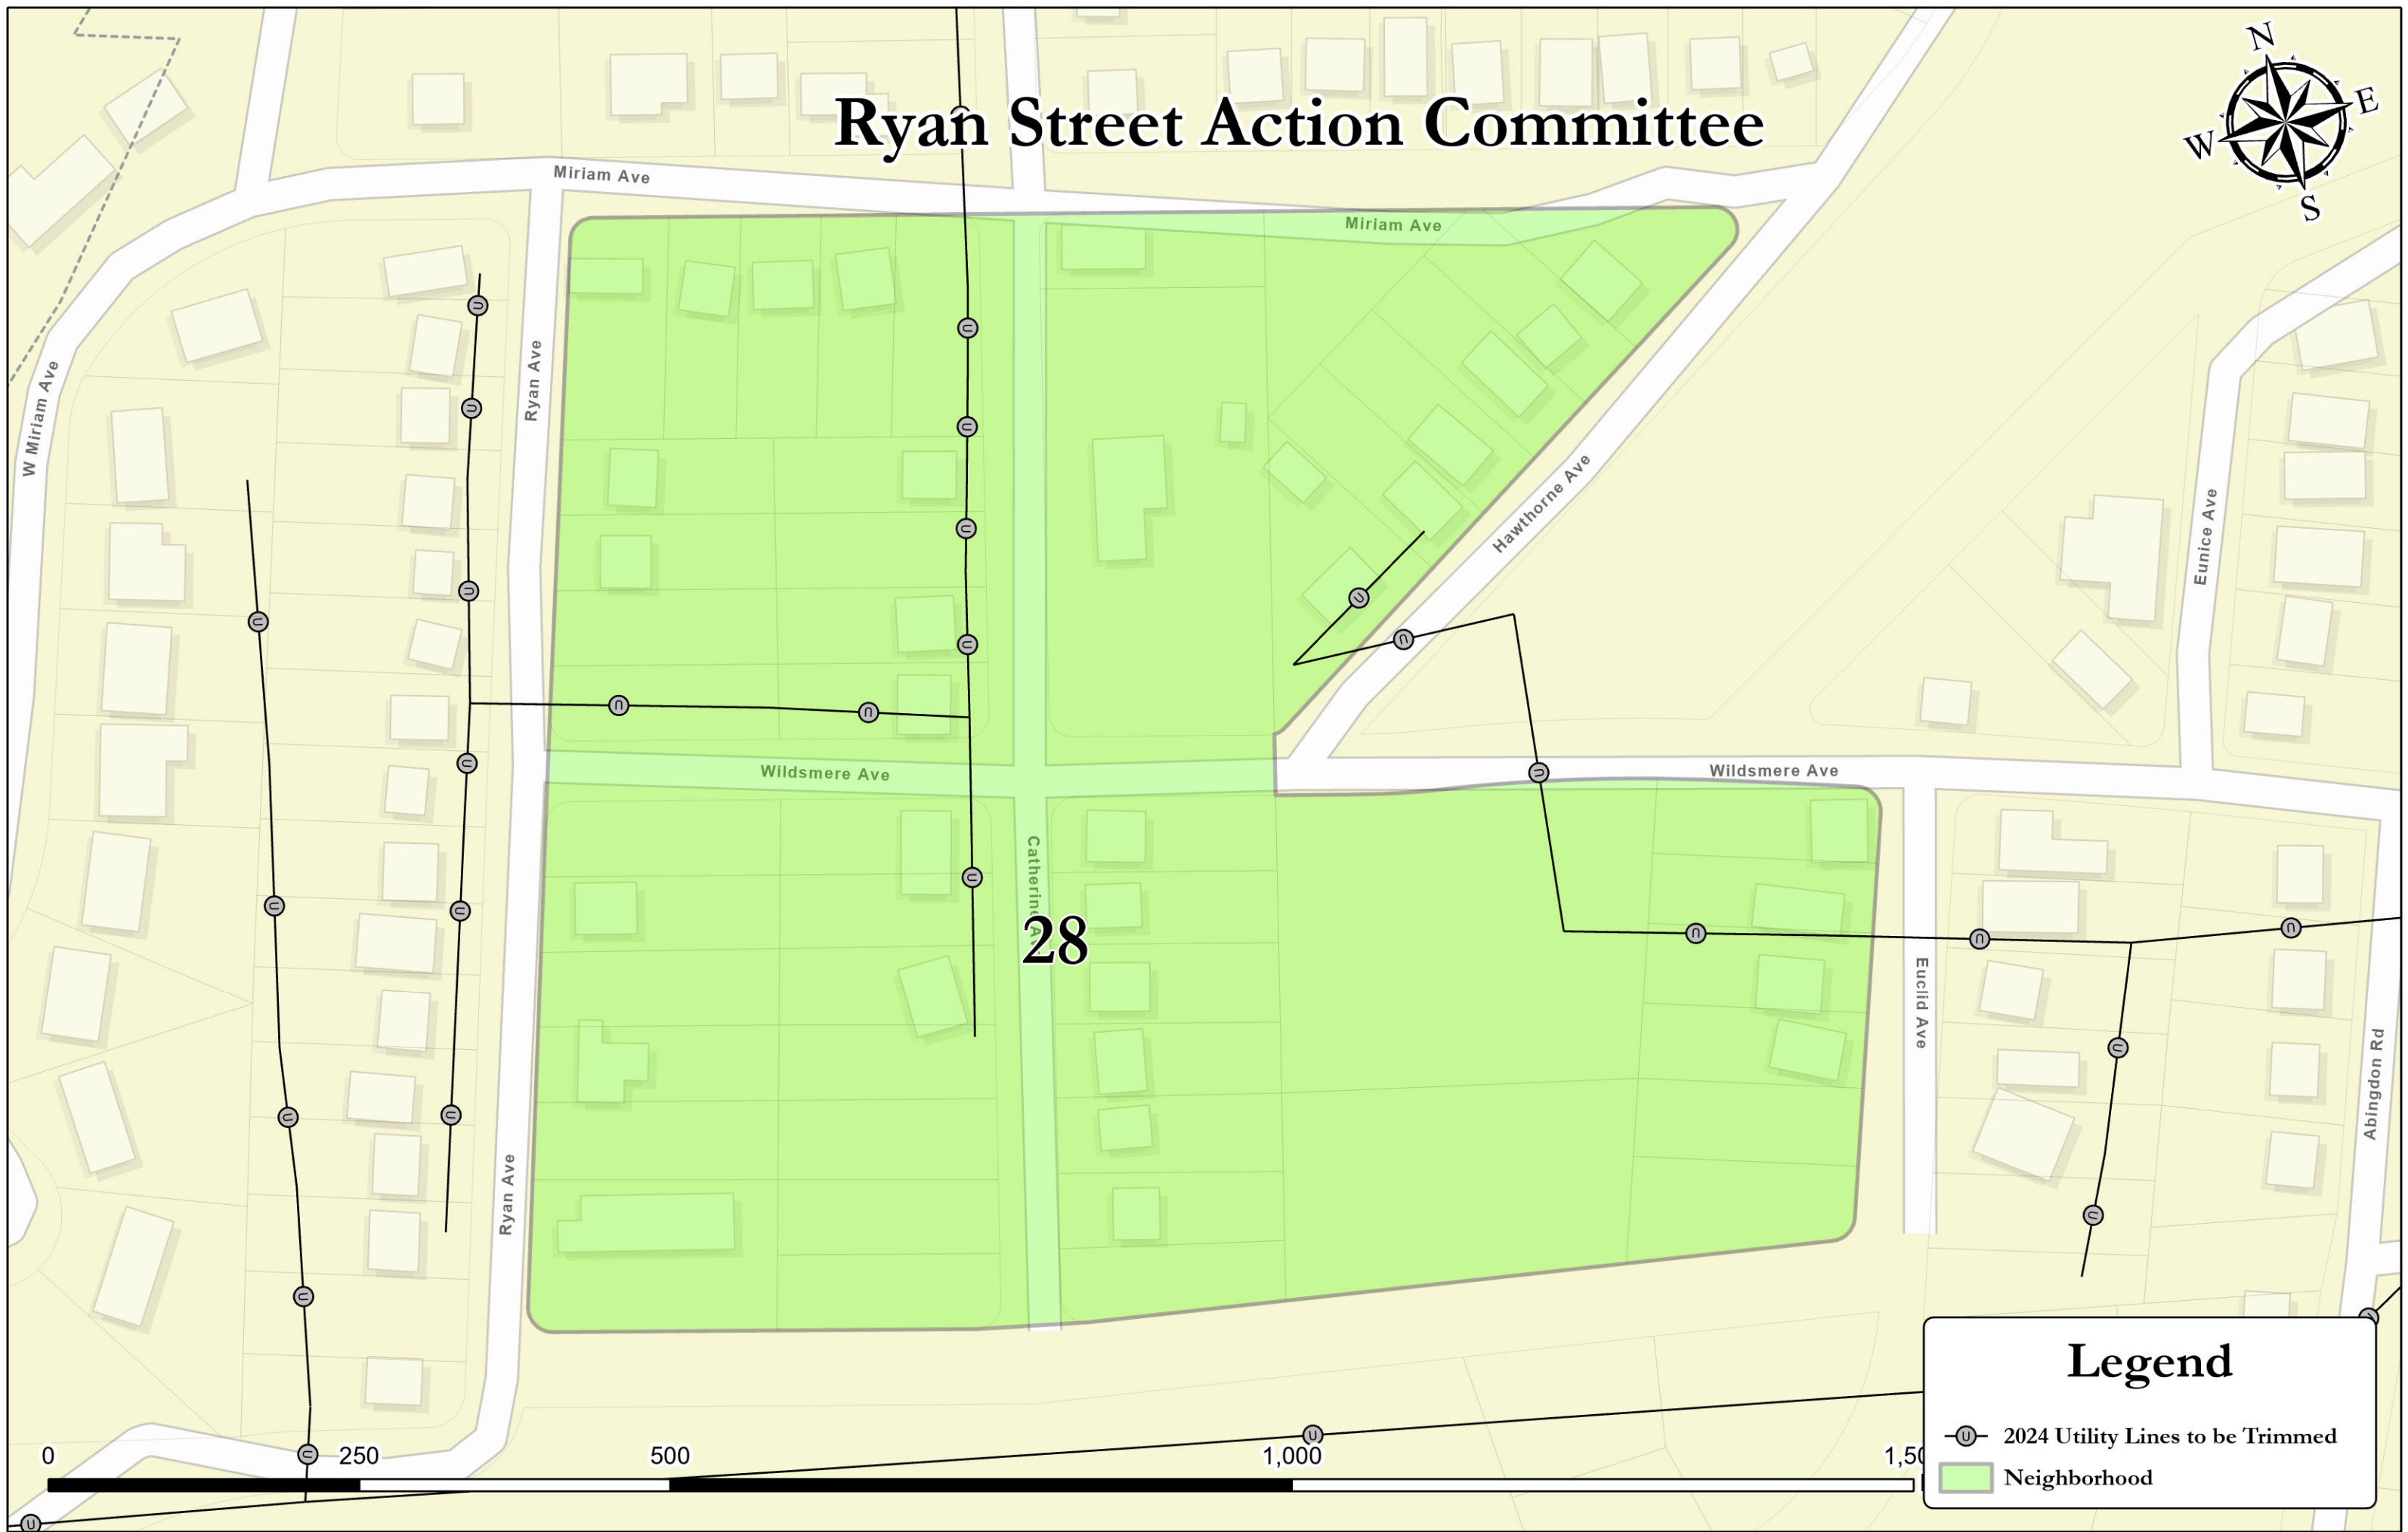 N
E
W
S
Ryan Street Action Committee
Miriam Ave
Miriam Ave
W Miriam Ave
Ryan Ave
Hawthorne Ave
Eunice Ave
Wildsmere Ave
Wildsmere Ave
Catherine Av
28
Euclid Ave
Abingdon Rd
Ryan Ave
Legend
U 2024 Utility Lines to be Trimmed
Neighborhood
0 250 500 1,000